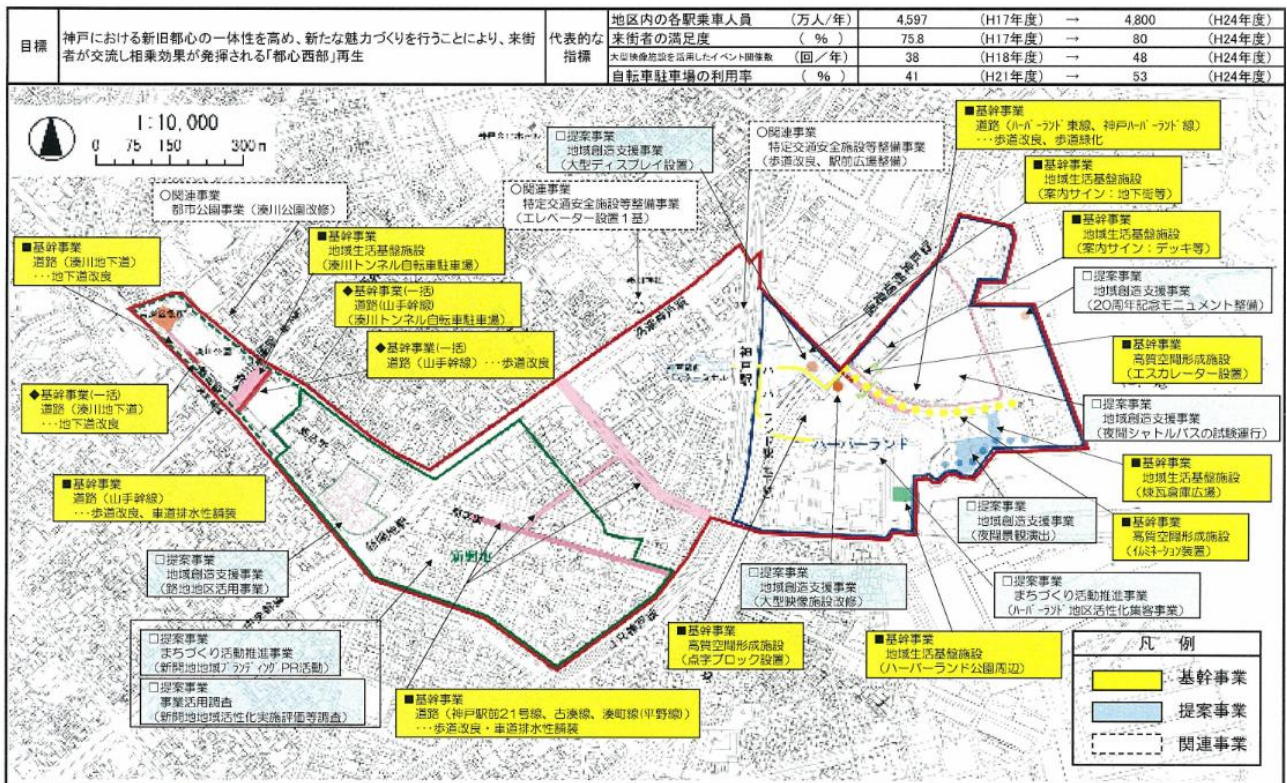 目標
神戸における新旧都心の一体性を高め、新たな魅力づくりを行うことにより、来街
者が交流し相乗効果が発揮される「都心西部」再生
代表的な
指標
地区内の各駅乗車人員 (万人/年) 4,597 (H17年度) → 4,800 (H24年度)
来街者の満足度 ( % ) 75.8 (H17年度) → 80 (H24年度)
大型映像施設を活用したイベント開催数 (回/年) 38 (H18年度) → 48 (H24年度)
自転車駐車場の利用率 ( % ) 41 (H21年度) → 53 (H24年度)
1:10,000
0 75 150 300 m
□提案事業
地域創造支援事業
(大型ディスプレイ設置)
○関連事業
特定交通安全施設等整備事業
(歩道改良、駅前広場整備)
■基幹事業
道路(ハーバーランド東線、神戸ハーバーランド線)
…歩道改良、歩道緑化
■基幹事業
地域生活基盤施設
(案内サイン:地下街等)
○関連事業
都市公園事業(湊川公園改修)
○関連事業
特定交通安全施設等整備事業
(エレベーター設置1基)
■基幹事業
地域生活基盤施設
(案内サイン:デッキ等)
■基幹事業
道路(湊川地下道)
…地下道改良
■基幹事業
地域生活基盤施設
(湊川トンネル自転車駐車場)
□提案事業
地域創造支援事業
(20周年記念モニュメント整備)
◆基幹事業(一括)
道路(山手幹線)
(湊川トンネル自転車駐車場)
◆基幹事業(一括)
道路(山手幹線)…歩道改良
■基幹事業
高質空間形成施設
(エスカレーター設置)
◆基幹事業(一括)
道路(湊川地下道)
…地下道改良
□提案事業
地域創造支援事業
(夜間シャトルバスの試験運行)
ハーバーランド
■基幹事業
地域生活基盤施設
(煉瓦倉庫広場)
■基幹事業
道路(山手幹線)
…歩道改良、車道排水性舗装
□提案事業
地域創造支援事業
(夜間景観演出)
■基幹事業
高質空間形成施設
(イルミネーション装置)
□提案事業
地域創造支援事業
(路地地区活用事業)
□提案事業
地域創造支援事業
(大型映像施設改修)
□提案事業
まちづくり活動推進事業
(ハーバーランド地区活性化集客事業)
□提案事業
まちづくり活動推進事業
(新開地地域ブランディングPR活動)
■基幹事業
高質空間形成施設
(点字ブロック設置)
■基幹事業
地域生活基盤施設
(ハーバーランド公園周辺)
□提案事業
事業活用調査
(新開地地域活性化実施評価等調査)
■基幹事業
道路(神戸駅前21号線、古湊線、湊町線(平野線))
…歩道改良・車道排水性舗装
凡 例
基幹事業
提案事業
関連事業